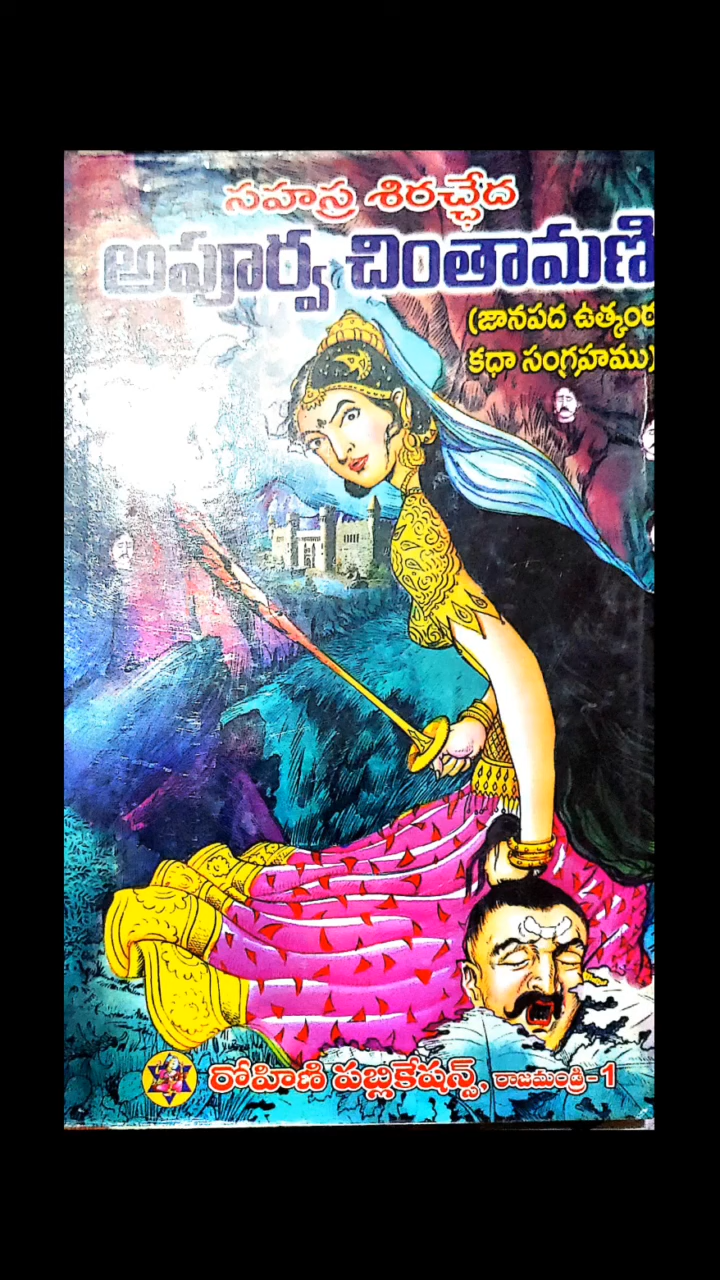 సహస్ర శిరచ్ఛేద
అపూర్వ చింతామణి
(జానపద ఉత్కంఠ
కధా సంగ్రహము)
రోహిణి పబ్లికేషన్స్, రాజమండ్రి-1